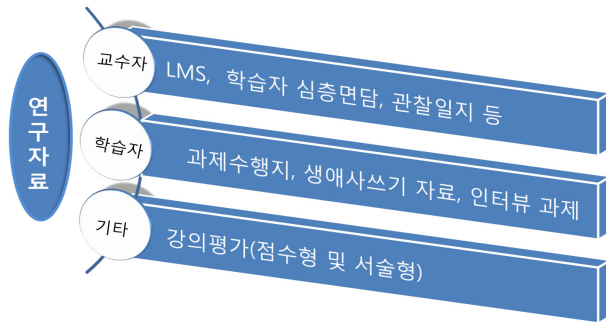 연구자료
교수자
LMS, 학습자 심층면담, 관찰일지 등
학습자
과제수행지, 생애사쓰기 자료, 인터뷰 과제
기타
강의평가(점수형 및 서술형)